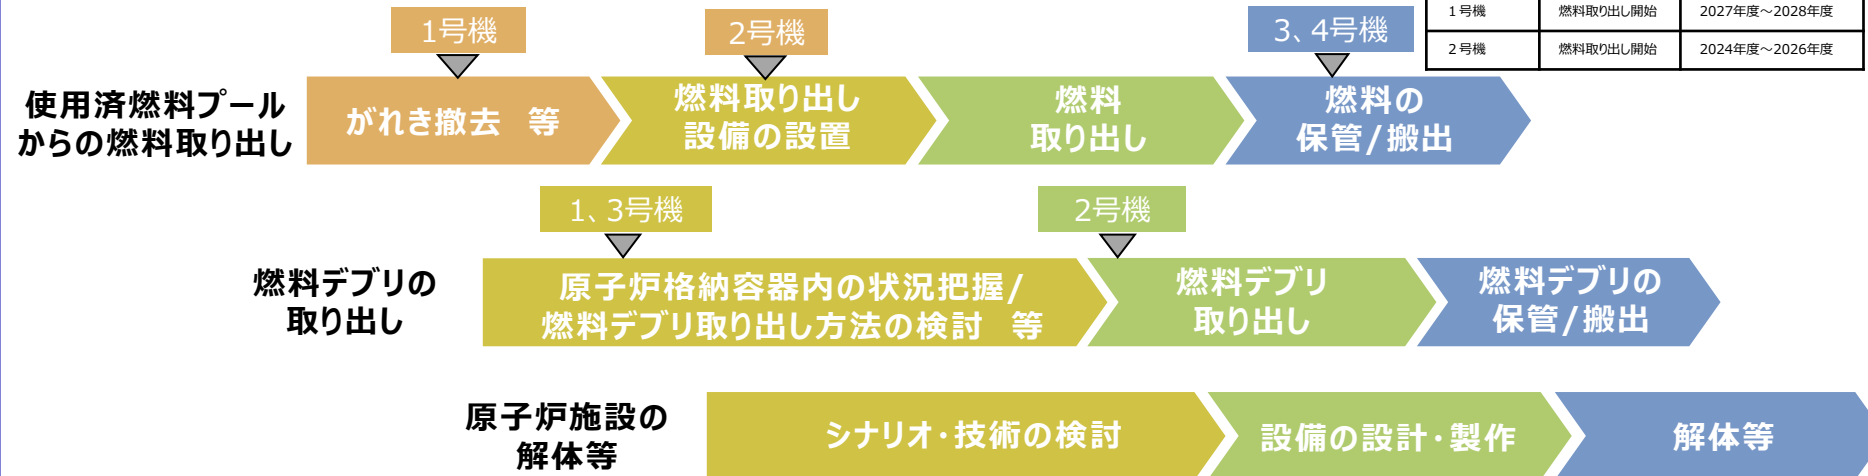 1号機
2号機
3、4号機
1号機 燃料取り出し開始 2027年度～2028年度
2号機 燃料取り出し開始 2024年度～2026年度
使用済燃料プール
からの燃料取り出し
がれき撤去 等
燃料取り出し
設備の設置
燃料
取り出し
燃料の
保管/搬出
1、3号機
2号機
燃料デブリの
取り出し
原子炉格納容器内の状況把握/
燃料デブリ取り出し方法の検討 等
燃料デブリ
取り出し
燃料デブリの
保管/搬出
原子炉施設の
解体等
シナリオ・技術の検討
設備の設計・製作
解体等